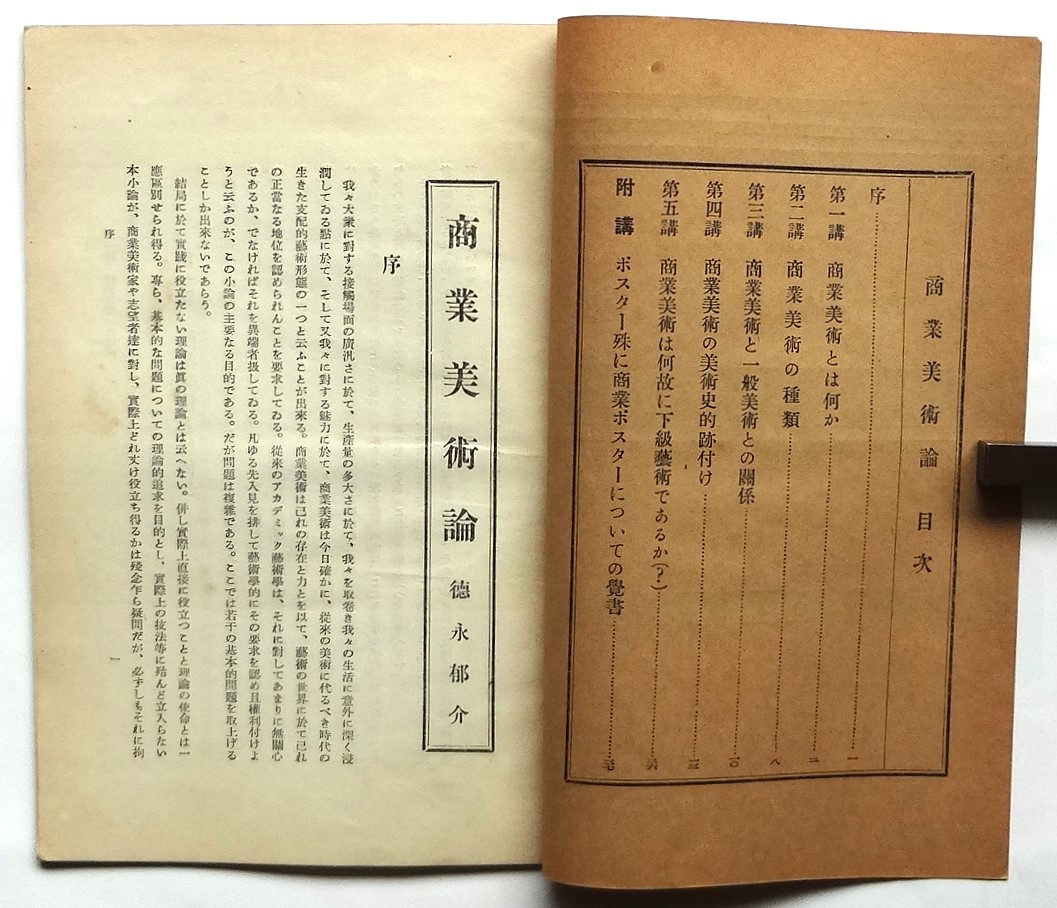 商業美術論 目次
序
一
第一講 商業美術とは何か
二
第二講 商業美術の種類
八
第三講 商業美術と一般美術との關係
一〇
第四講 商業美術の美術史的跡付け
第五講 商業美術は何故に下級藝術であるか(?)
附講 ポスター殊に商業ポスターについての覺書
商業美術論 德永郁介
序
我々大衆に對する接觸場面の廣汎さに於て、生產量の多大さに於て、我々を取卷き我々の生活に意外に深く浸
潤してゐる點に於て、そして又我々に對する魅力に於て、商業美術は今日確かに、從來の美術に代るべき時代の
生きた支配的藝術形態の一つと云ふことが出來る。商業美術は己れの存在と力とを以て、藝術の世界に於て己れ
の正當なる地位を認められんことを要求してゐる。從來のアカデミック藝術學は、それに對してあまりに無關心
であるか、でなければそれを異端者扱してゐる。凡ゆる先入見を排して藝術學的にその要求を認め且權利付けよ
うと云ふのが、この小論の主要なる目的である。だが問題は複雜である。ここでは若干の基本的問題を取上げる
ことしか出來ないであらう。
結局に於て實踐に役立たない理論は眞の理論とは云へない。併し實際上直接に役立つことと理論の使命とは一
應區別せられ得る。專ら、基本的な問題についての理論的追求を目的とし、實際上の技法等に殆んど立入らない
本小論が、商業美術家や志望者達に對し、實際上どれ丈け役立ち得るかは殘念乍ら疑問だが、必ずしもそれに拘
序
一